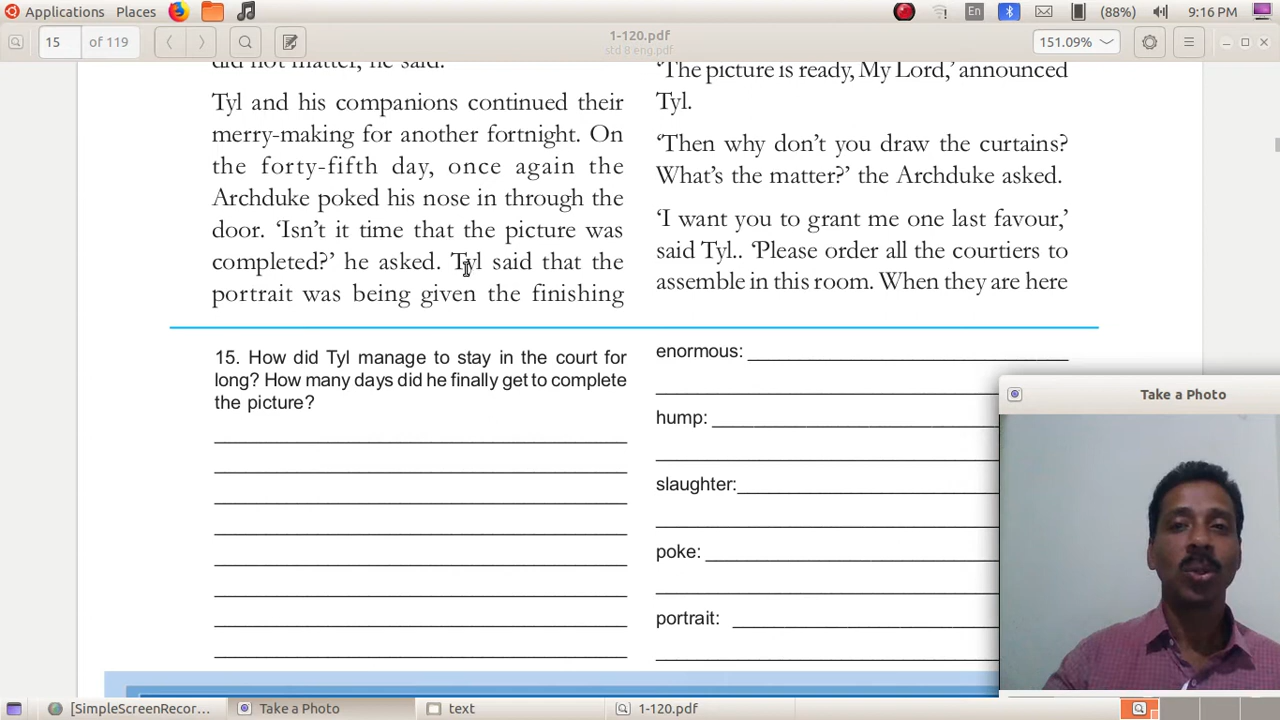 Applications Places En (88%) 9:16 PM
15 of 119 1-120.pdf 151.09%
std 8 eng.pdf
did not matter, he said.
Tyl and his companions continued their
merry-making for another fortnight. On
the forty-fifth day, once again the
Archduke poked his nose in through the
door. ‘Isn’t it time that the picture was
completed?’ he asked. Tyl said that the
portrait was being given the finishing
‘The picture is ready, My Lord,’ announced
Tyl.
‘Then why don’t you draw the curtains?
What’s the matter?’ the Archduke asked.
‘I want you to grant me one last favour,’
said Tyl.. ‘Please order all the courtiers to
assemble in this room. When they are here
15. How did Tyl manage to stay in the court for
long? How many days did he finally get to complete
the picture?
enormous:
hump:
slaughter:
poke:
portrait:
Take a Photo
[SimpleScreenRecor... Take a Photo text 1-120.pdf